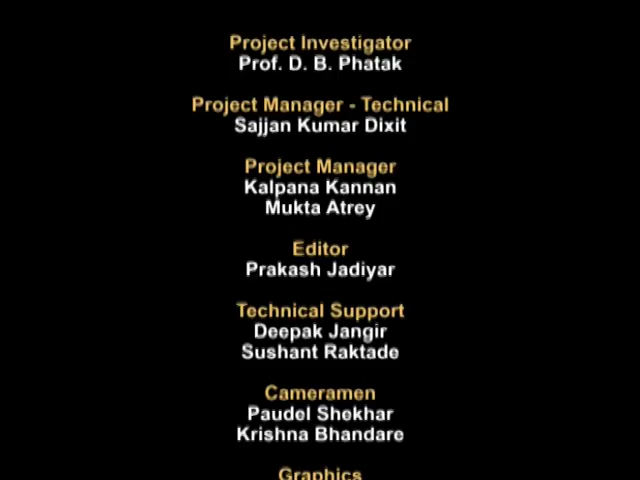 Project Investigator
Prof. D. B. Phatak
Project Manager - Technical
Sajjan Kumar Dixit
Project Manager
Kalpana Kannan
Mukta Atrey
Editor
Prakash Jadiyar
Technical Support
Deepak Jangir
Sushant Raktade
Cameramen
Paudel Shekhar
Krishna Bhandare
Graphics